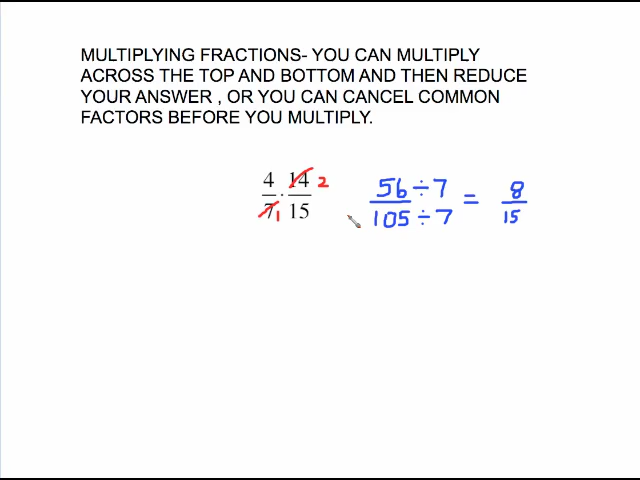 MULTIPLYING FRACTIONS- YOU CAN MULTIPLY
ACROSS THE TOP AND BOTTOM AND THEN REDUCE
YOUR ANSWER , OR YOU CAN CANCEL COMMON
FACTORS BEFORE YOU MULTIPLY.
4/7 · 14/15
2
1
56 ÷ 7 / 105 ÷ 7 = 8/15